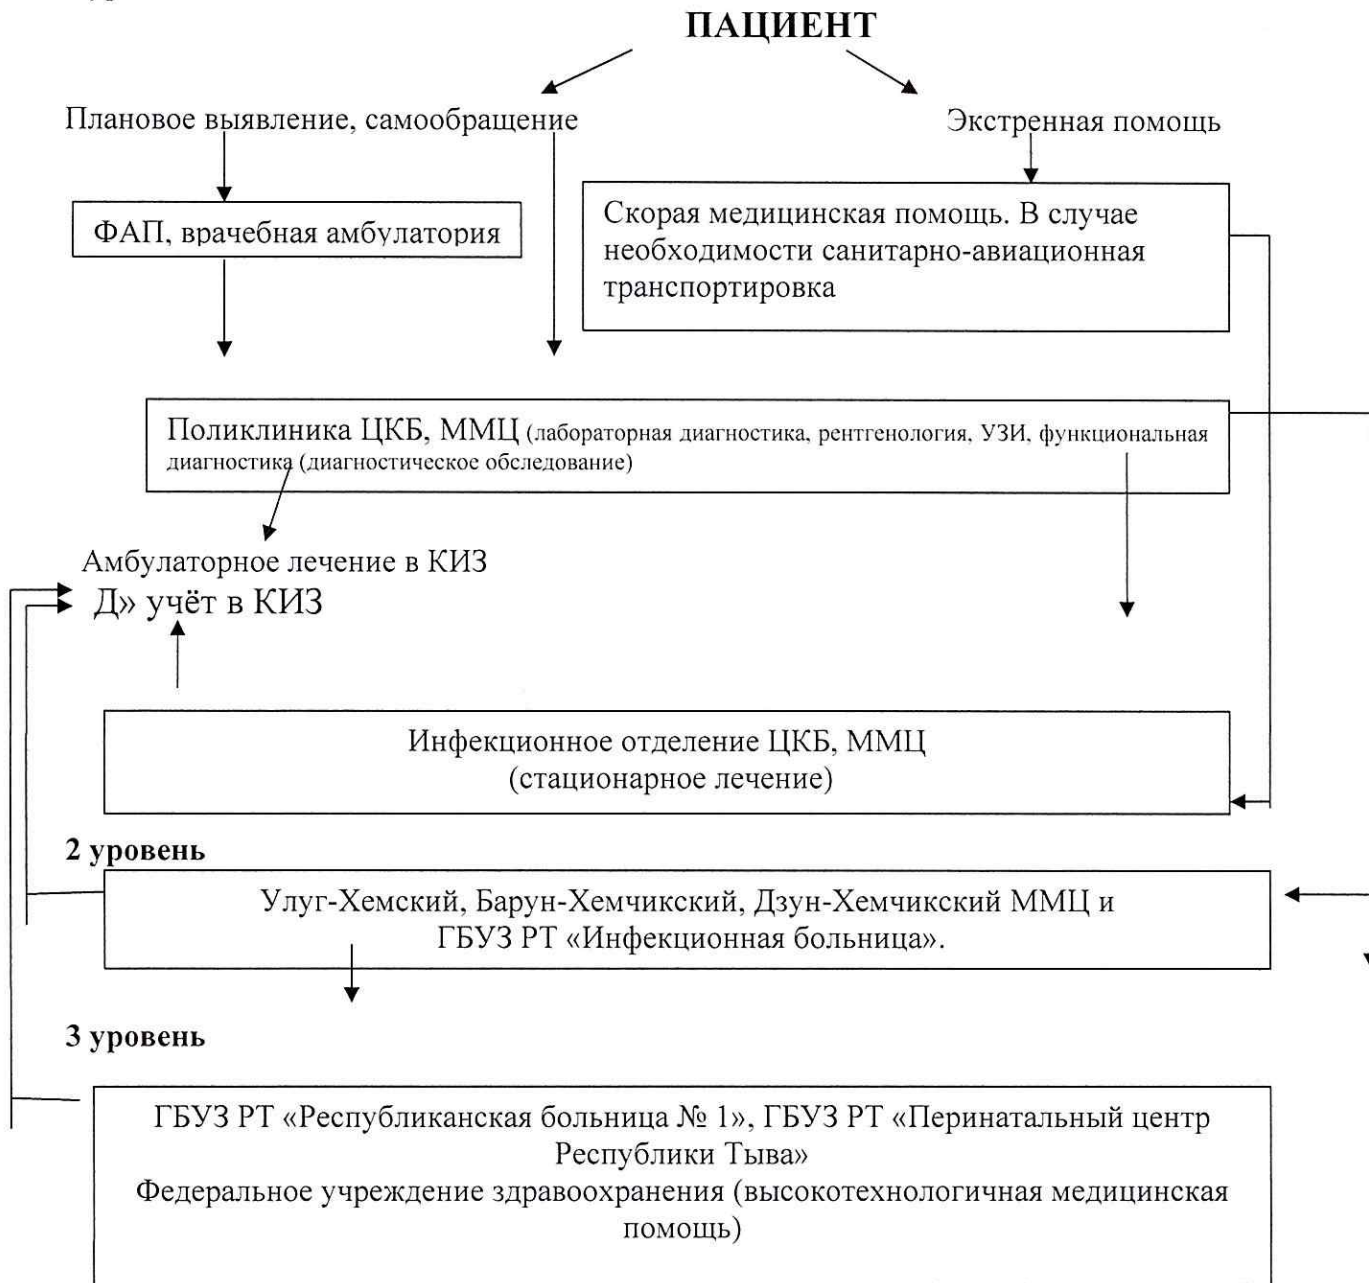 ПАЦИЕНТ
Плановое выявление, самообращение
Экстренная помощь
ФАП, врачебная амбулатория
Скорая медицинская помощь. В случае
необходимости санитарно-авиационная
транспортировка
Поликлиника ЦКБ, ММЦ (лабораторная диагностика, рентгенология, УЗИ, функциональная
диагностика (диагностическое обследование)
Амбулаторное лечение в КИЗ
Д» учёт в КИЗ
Инфекционное отделение ЦКБ, ММЦ
(стационарное лечение)
2 уровень
Улуг-Хемский, Барун-Хемчикский, Дзун-Хемчикский ММЦ и
ГБУЗ РТ «Инфекционная больница».
3 уровень
ГБУЗ РТ «Республиканская больница № 1», ГБУЗ РТ «Перинатальный центр
Республики Тыва»
Федеральное учреждение здравоохранения (высокотехнологичная медицинская
помощь)